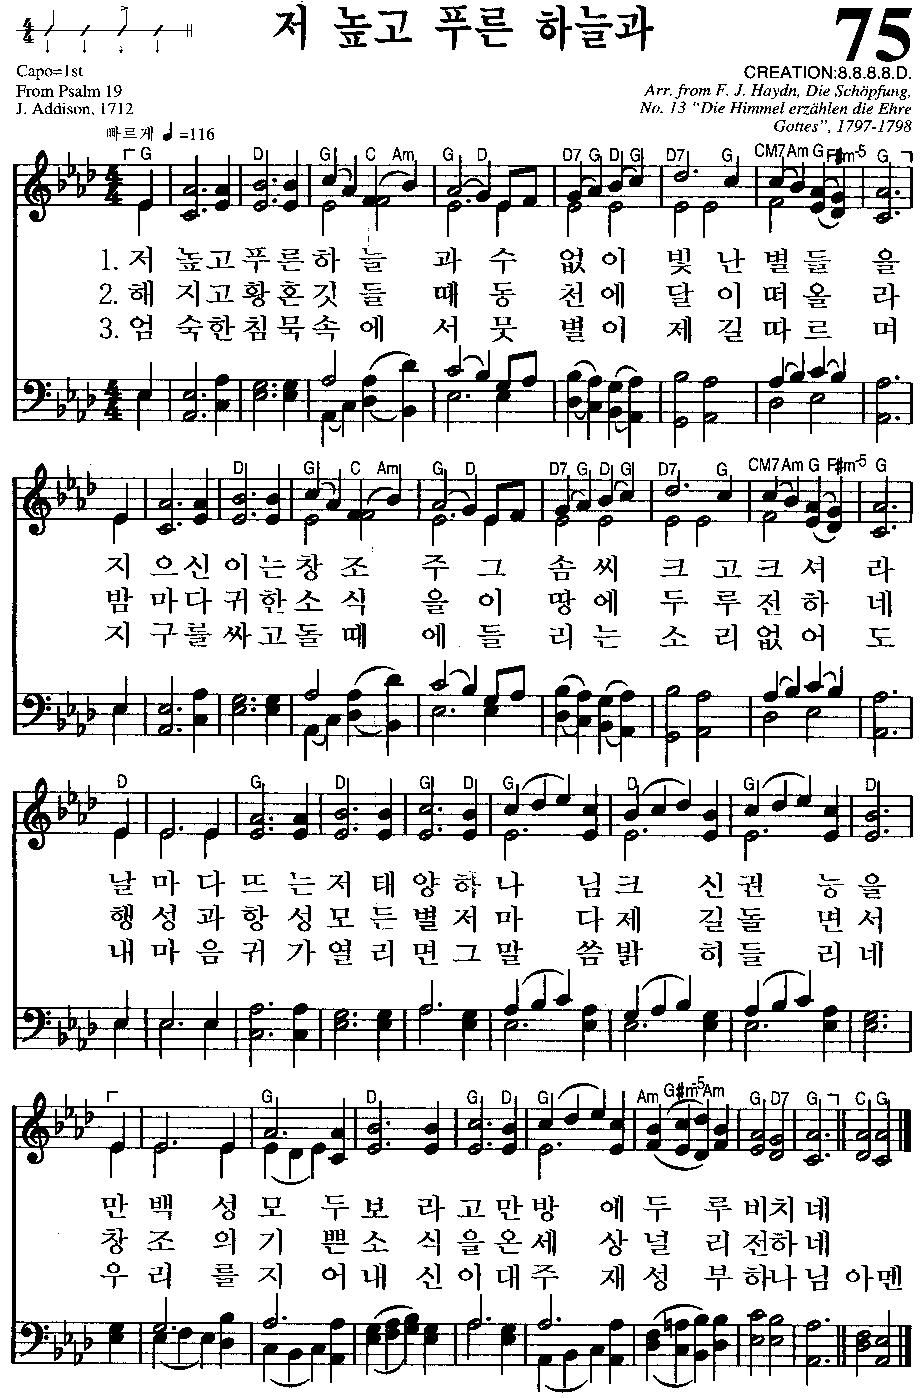 저 높고 푸른 하늘과
75
Capo=1st
From Psalm 19
J. Addison, 1712
CREATION:8.8.8.8.D.
Arr. from F. J. Haydn, Die Schöpfung,
No. 13 "Die Himmel erzählen die Ehre
Gottes", 1797-1798
빠르게 ♩=116
G D G C Am G D D7 G D G D7 G CM7 Am G F#m-5 G
1. 저 높고푸른하늘 과수 없이 빛난별들을
2. 해 지고황혼깃들 때동 천에 달이떠올라
3. 엄 숙한침묵속에 서뭇 별이 제길따르며
D G C Am G D D7 G D G D7 G CM7 Am G F#m-5 G
지 으신이는창조 주그 솜씨 크고크셔라
밤 마다귀한소식 을이 땅에 두루전하네
지 구를싸고돌때 에들 리는 소리없어도
D G D G G D G D
날 마다뜨는저태양하나 님크 신권 능을
행 성과항성모든별저마 다제 길돌 면서
내 마음귀가열리면그말 씀밝 히들 리네
G D G D G Am G#m-5 Am G D7 G C G
만 백 성모 두보 라고만방 에두 루 비치네
창 조 의기 쁜소 식을온세 상널 리 전하네
우 리 를지 어내 신이대주 재성 부하나님아멘